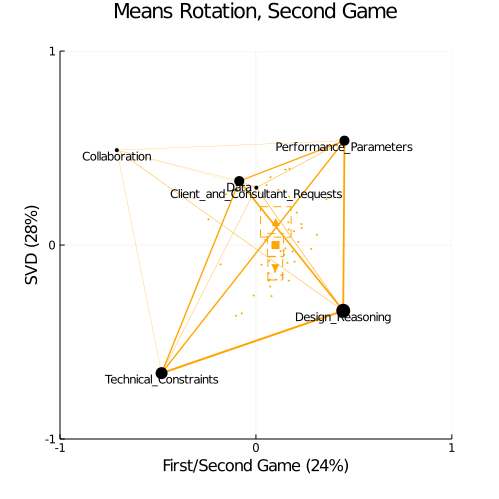 Means Rotation, Second Game
1
Performance_Parameters
Collaboration
Data
Client_and_Consultant_Requests
SVD (28%)
0
Design_Reasoning
Technical_Constraints
-1
-1
0
1
First/Second Game (24%)